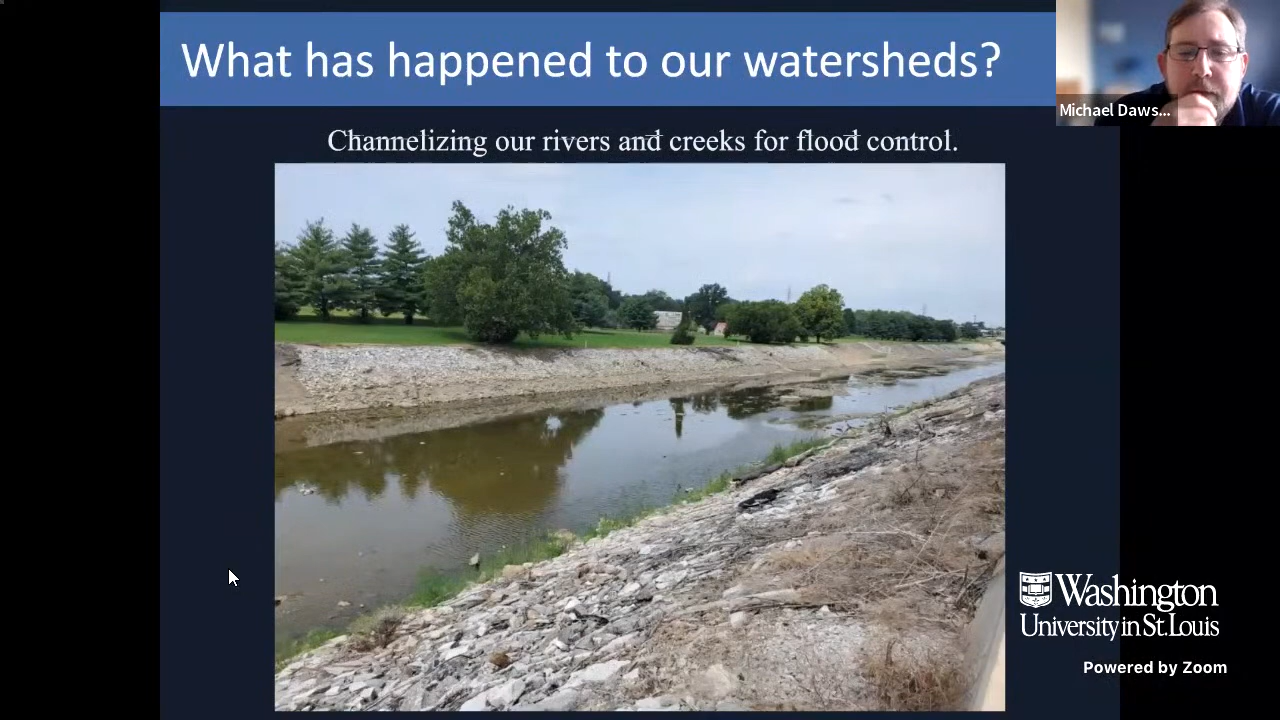 What has happened to our watersheds?
Michael Daws...
Channelizing our rivers and creeks for flood control.
Washington
University in St. Louis
Powered by Zoom